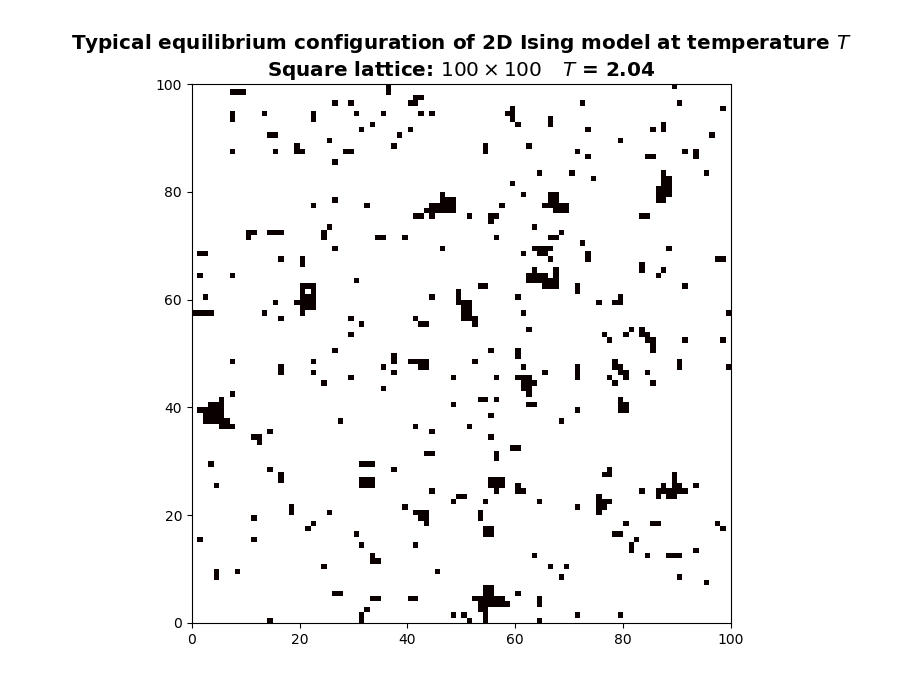 Typical equilibrium configuration of 2D Ising model at temperature T
Square lattice: 100 × 100 T = 2.04
100
80
60
40
20
0
0 20 40 60 80 100